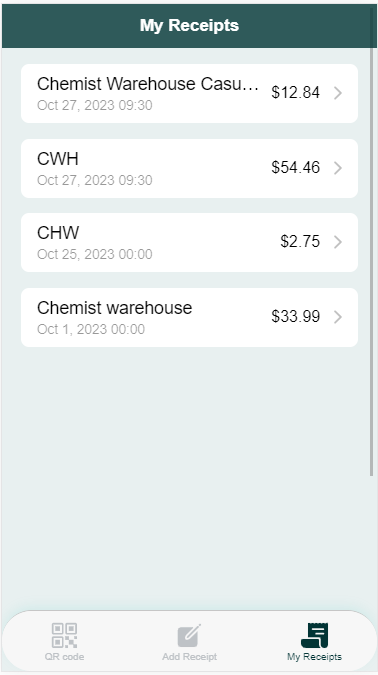 My Receipts
Chemist Warehouse Casu...
$12.84
Oct 27, 2023 09:30
CWH
$54.46
Oct 27, 2023 09:30
CHW
$2.75
Oct 25, 2023 00:00
Chemist warehouse
$33.99
Oct 1, 2023 00:00
QR code
Add Receipt
My Receipts